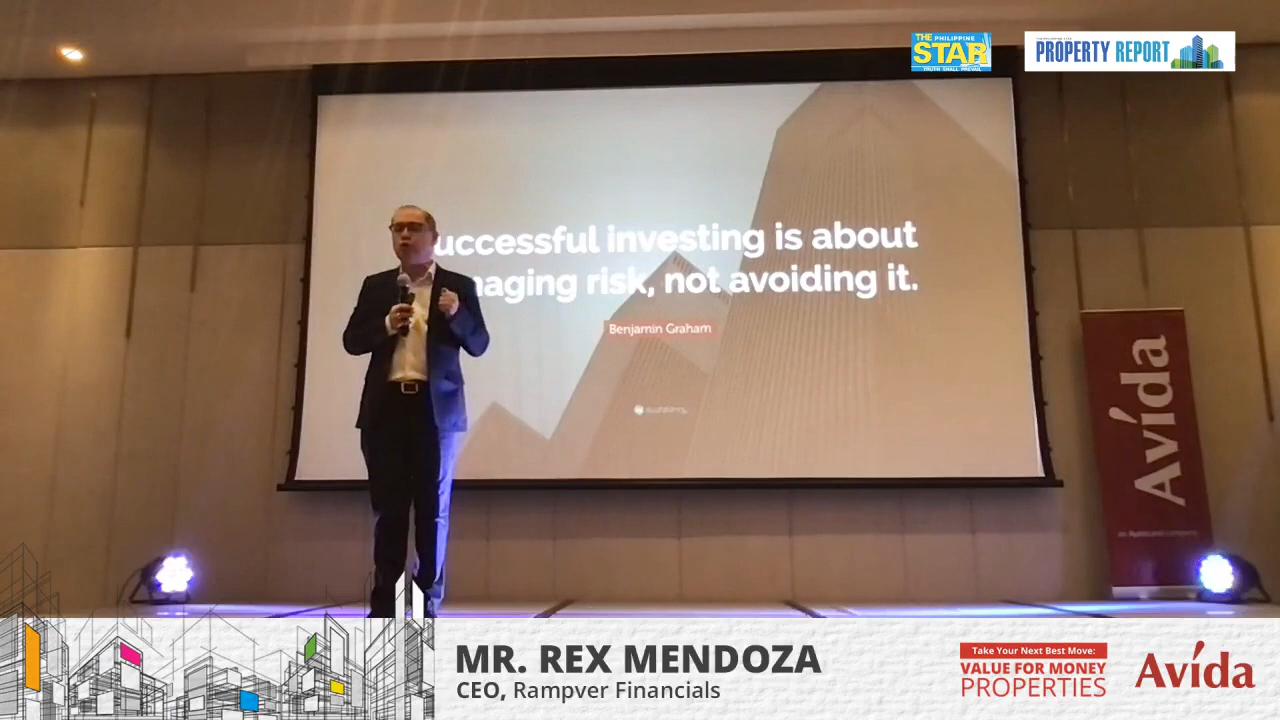 THE PHILIPPINE
STAR
TRUTH SHALL PREVAIL
PROPERTY REPORT
uccessful investing is about
naging risk, not avoiding it.
Benjamin Graham
Avida
MR. REX MENDOZA
CEO, Rampver Financials
Take Your Next Best Move:
VALUE FOR MONEY
PROPERTIES
Avida